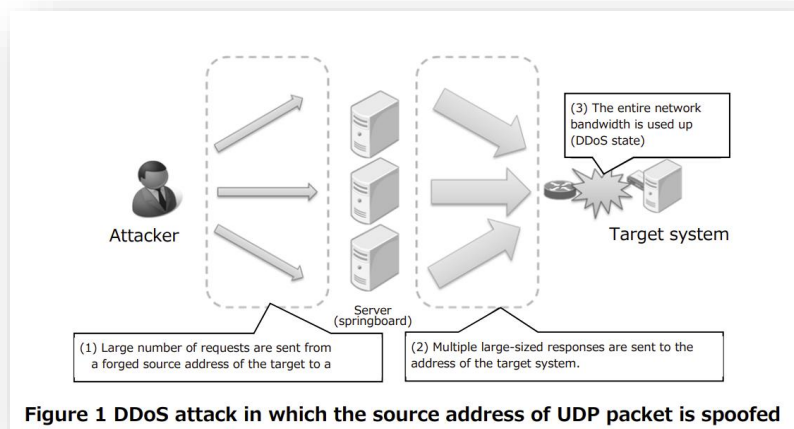 (3) The entire network
bandwidth is used up
(DDoS state)
Attacker
Target system
Server
(springboard)
(1) Large number of requests are sent from
a forged source address of the target to a
(2) Multiple large-sized responses are sent to the
address of the target system.
Figure 1 DDoS attack in which the source address of UDP packet is spoofed